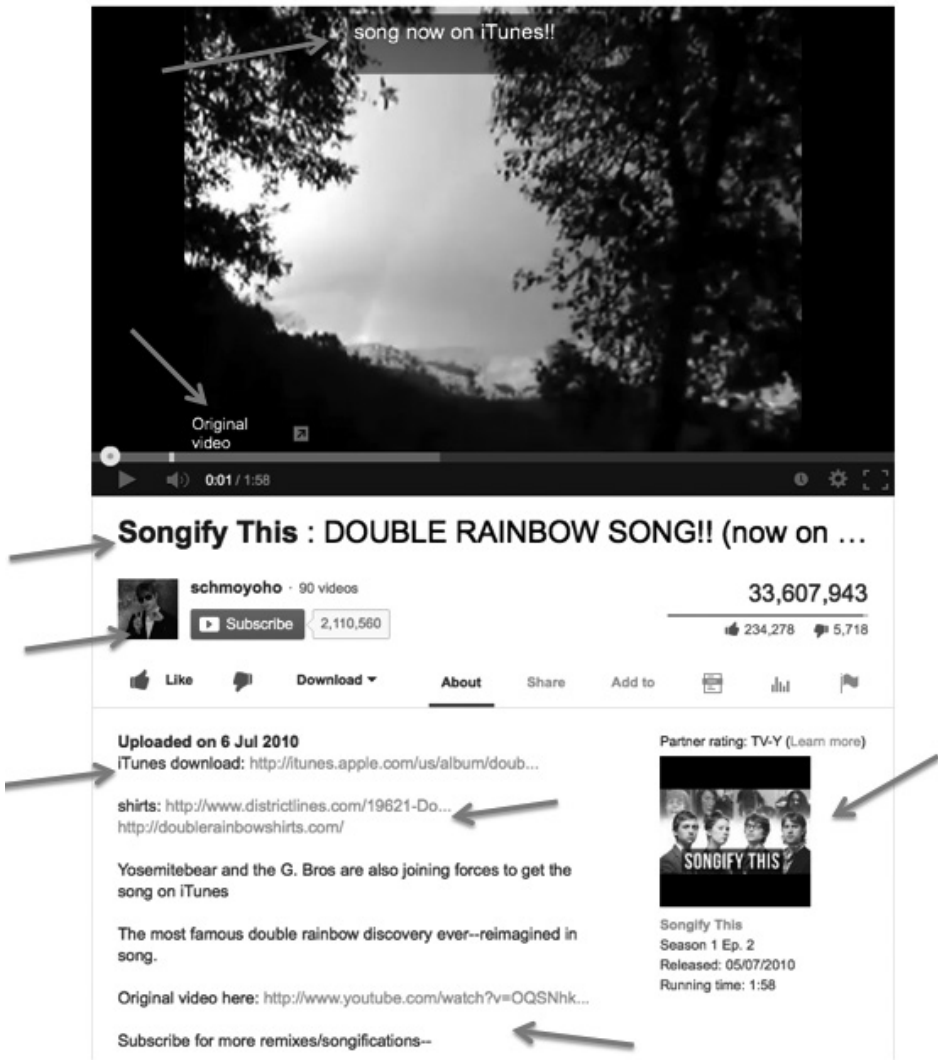 song now on iTunes!!
Original
video
0:01 / 1:58
Songify This : DOUBLE RAINBOW SONG!! (now on ...
schmoyoho · 90 videos
Subscribe 2,110,560
33,607,943
234,278 5,718
Like Download About Share Add to
Uploaded on 6 Jul 2010
iTunes download: http://itunes.apple.com/us/album/doub...
shirts: http://www.districtlines.com/19621-Do...
http://doublerainbowshirts.com/
Yosemitebear and the G. Bros are also joining forces to get the
song on iTunes
The most famous double rainbow discovery ever--reimagined in
song.
Original video here: http://www.youtube.com/watch?v=OQSNhk...
Subscribe for more remixes/songifications--
Partner rating: TV-Y (Learn more)
SONGIFY THIS
Songify This
Season 1 Ep. 2
Released: 05/07/2010
Running time: 1:58